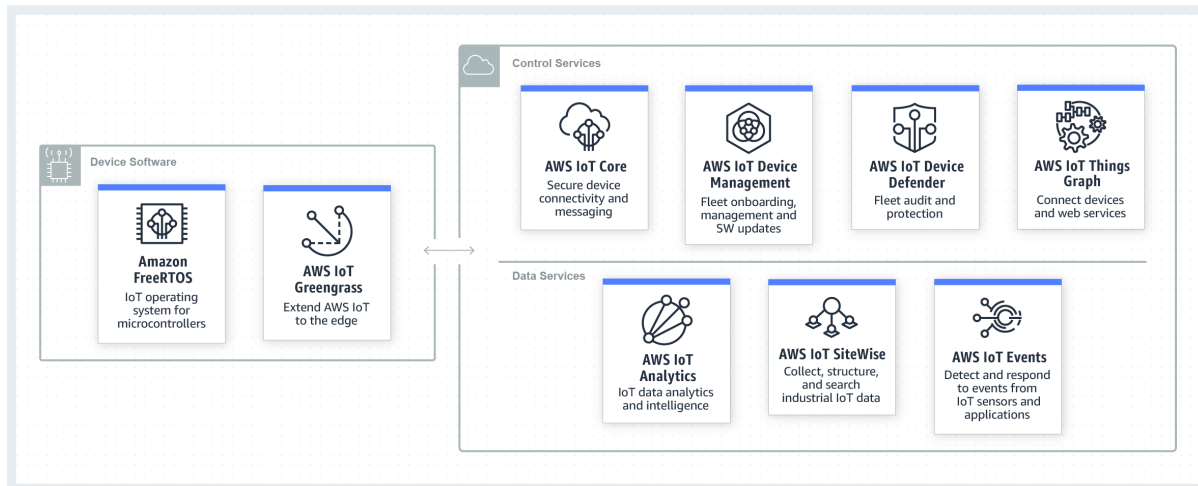 Device Software
Amazon
FreeRTOS
IoT operating
system for
microcontrollers
AWS IoT
Greengrass
Extend AWS IoT
to the edge
Control Services
AWS IoT Core
Secure device
connectivity and
messaging
AWS IoT Device
Management
Fleet onboarding,
management and
SW updates
AWS IoT Device
Defender
Fleet audit and
protection
AWS IoT Things
Graph
Connect devices
and web services
Data Services
AWS IoT
Analytics
IoT data analytics
and intelligence
AWS IoT SiteWise
Collect, structure,
and search
industrial IoT data
AWS IoT Events
Detect and respond
to events from
IoT sensors and
applications